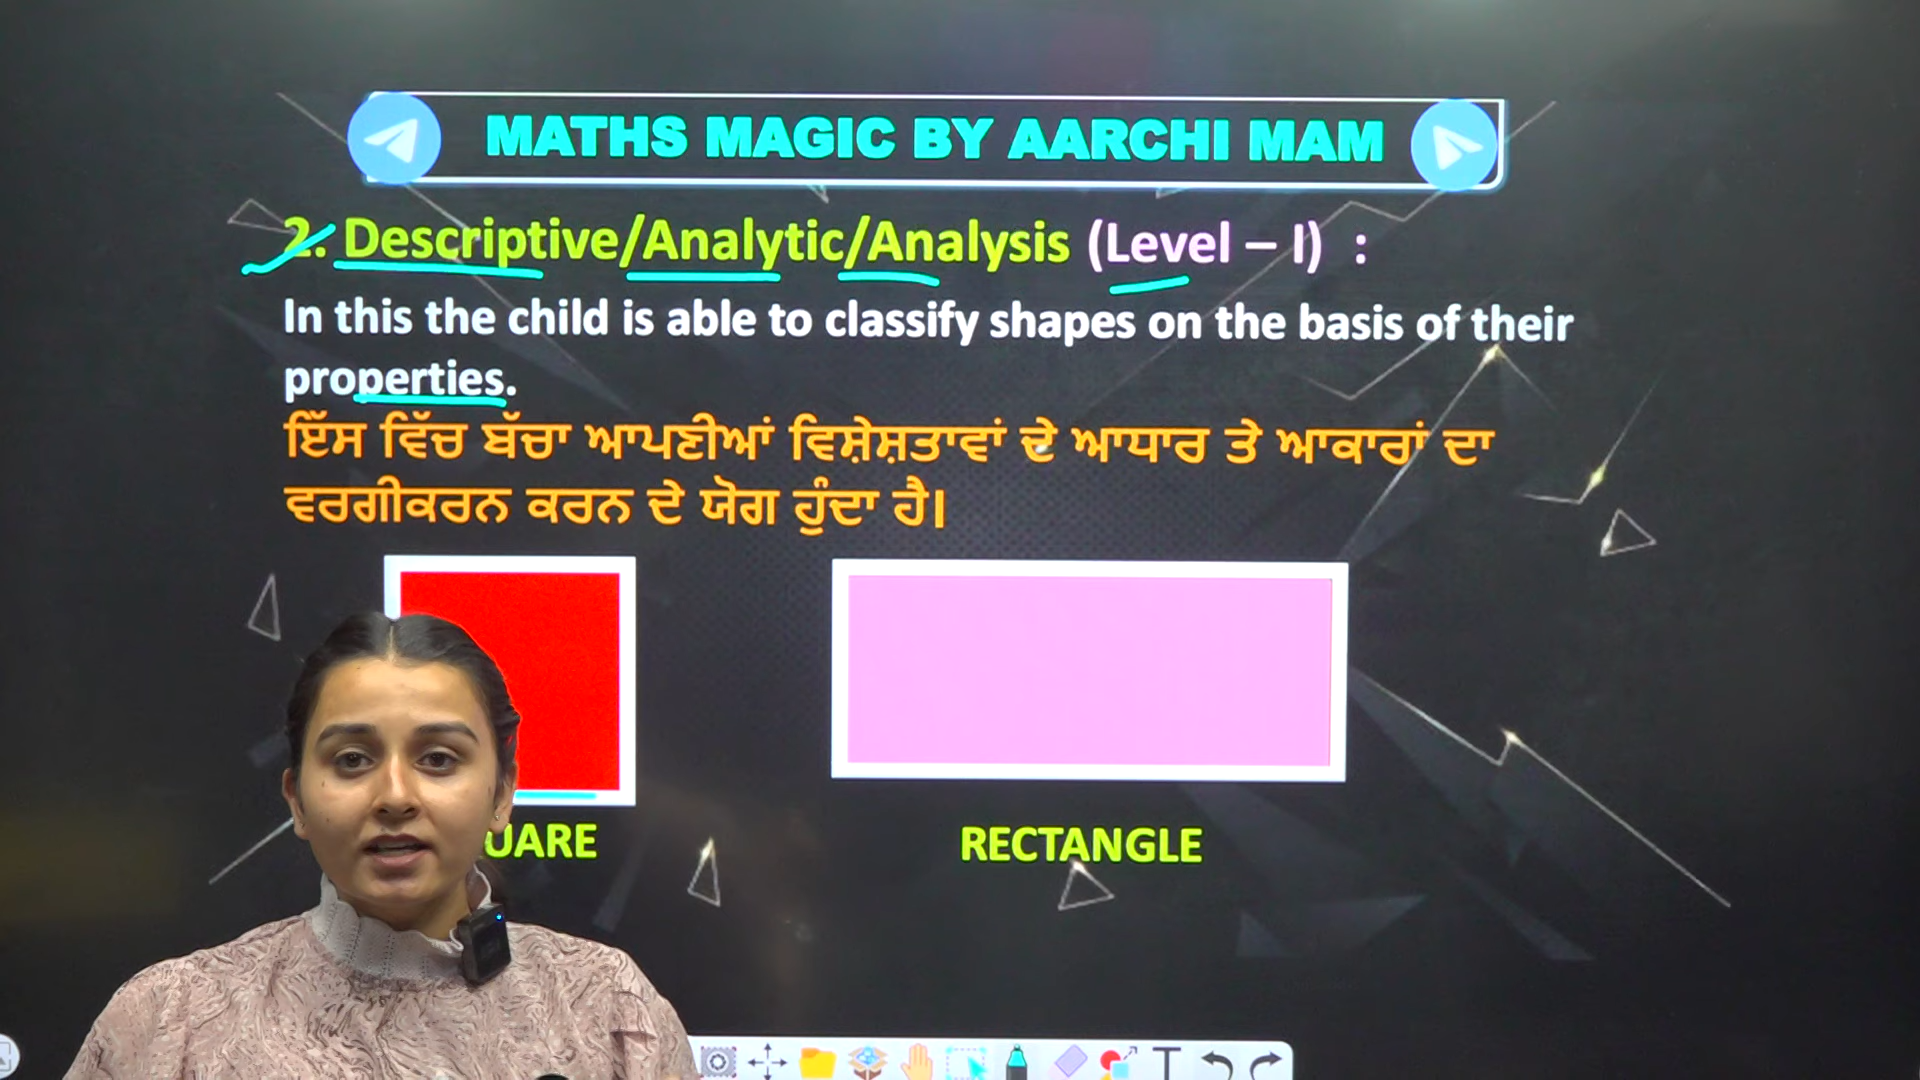 MATHS MAGIC BY AARCHI MAM
2. Descriptive/Analytic/Analysis (Level – I) :
In this the child is able to classify shapes on the basis of their
properties.
ਇੱਸ ਵਿੱਚ ਬੱਚਾ ਆਪਣੀਆਂ ਵਿਸ਼ੇਸ਼ਤਾਵਾਂ ਦੇ ਆਧਾਰ ਤੇ ਆਕਾਰਾਂ ਦਾ
ਵਰਗੀਕਰਨ ਕਰਨ ਦੇ ਯੋਗ ਹੁੰਦਾ ਹੈ।
UARE
RECTANGLE
T